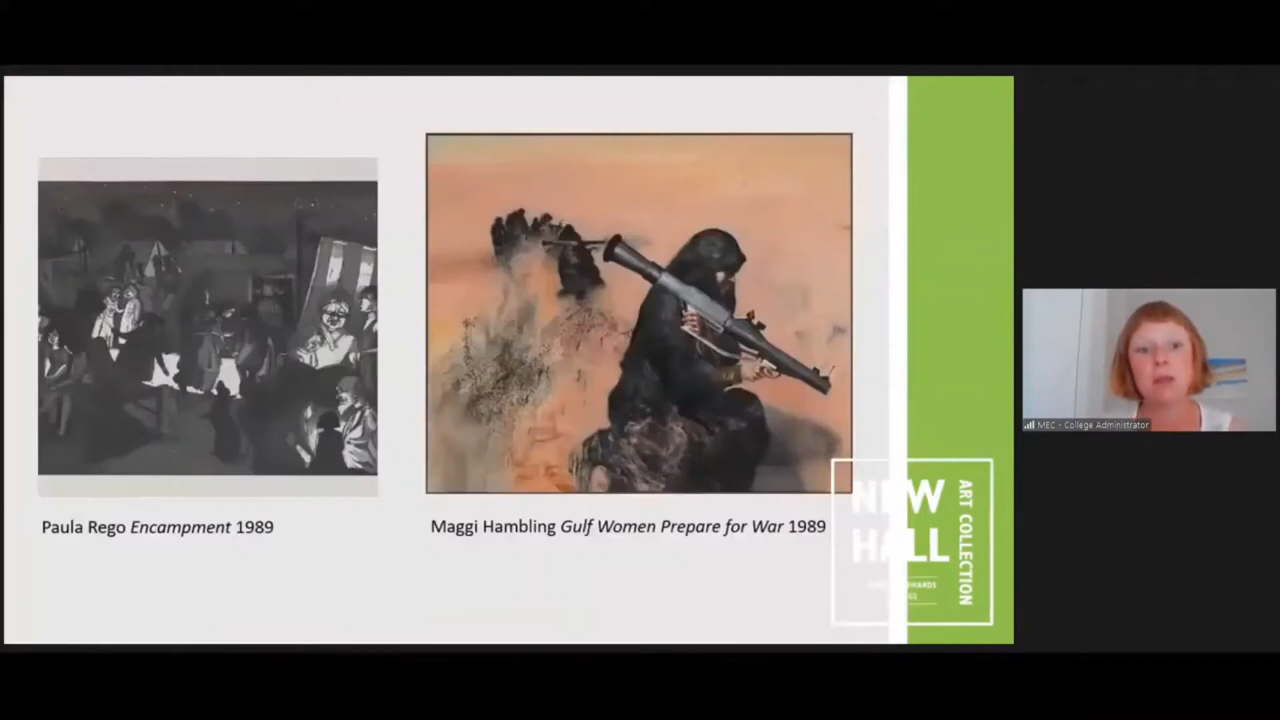 Paula Rego Encampment 1989
Maggi Hambling Gulf Women Prepare for War 1989
NEW
HALL
ART COLLECTION
MEC - College Administrator